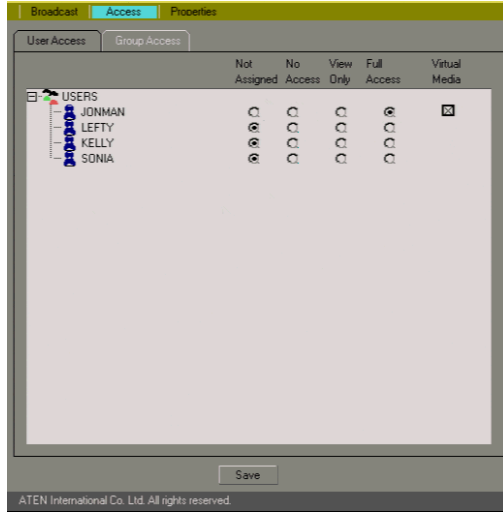 Broadcast Access Properties
User Access Group Access
Not No View Full Virtual
Assigned Access Only Access Media
USERS
JONMAN
LEFTY
KELLY
SONIA
Save
ATEN International Co. Ltd. All rights reserved.